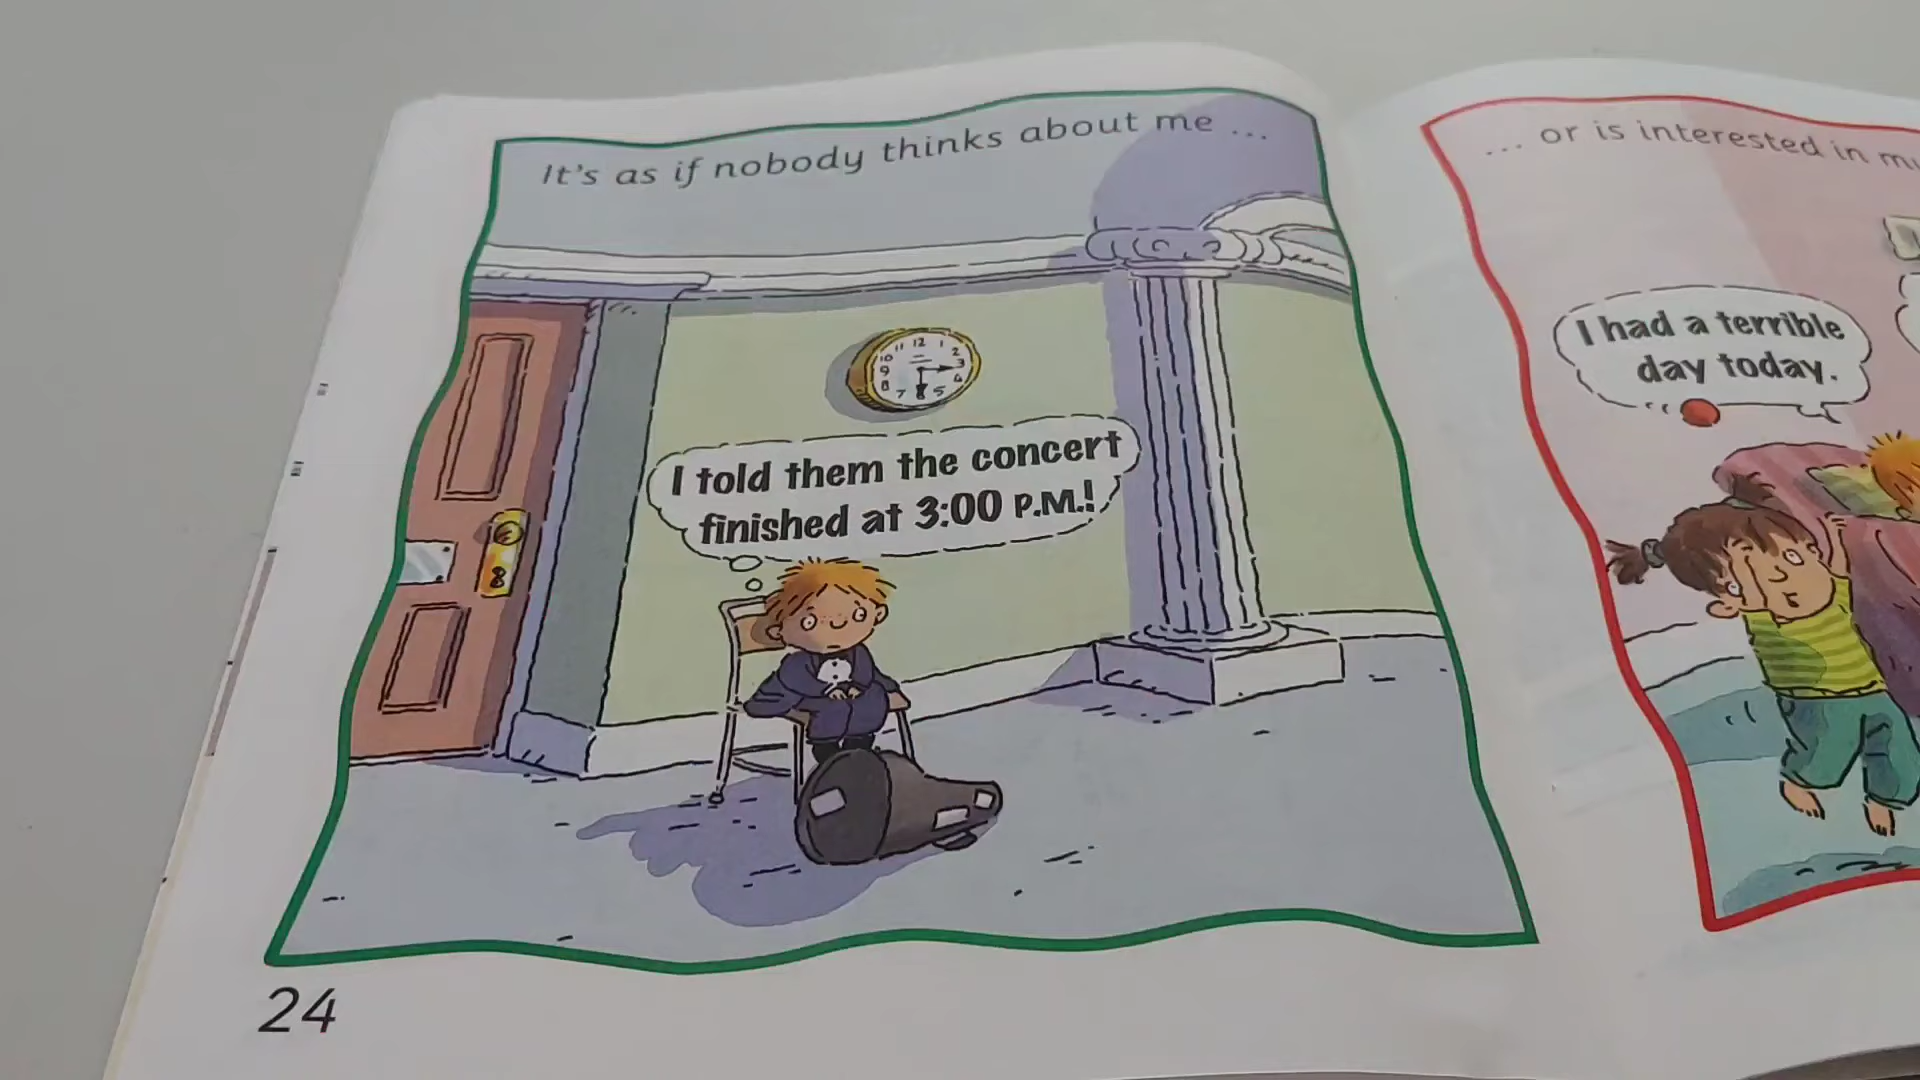 It's as if nobody thinks about me ...
I told them the concert
finished at 3:00 P.M.!
24
... or is interested in
I had a terrible
day today.